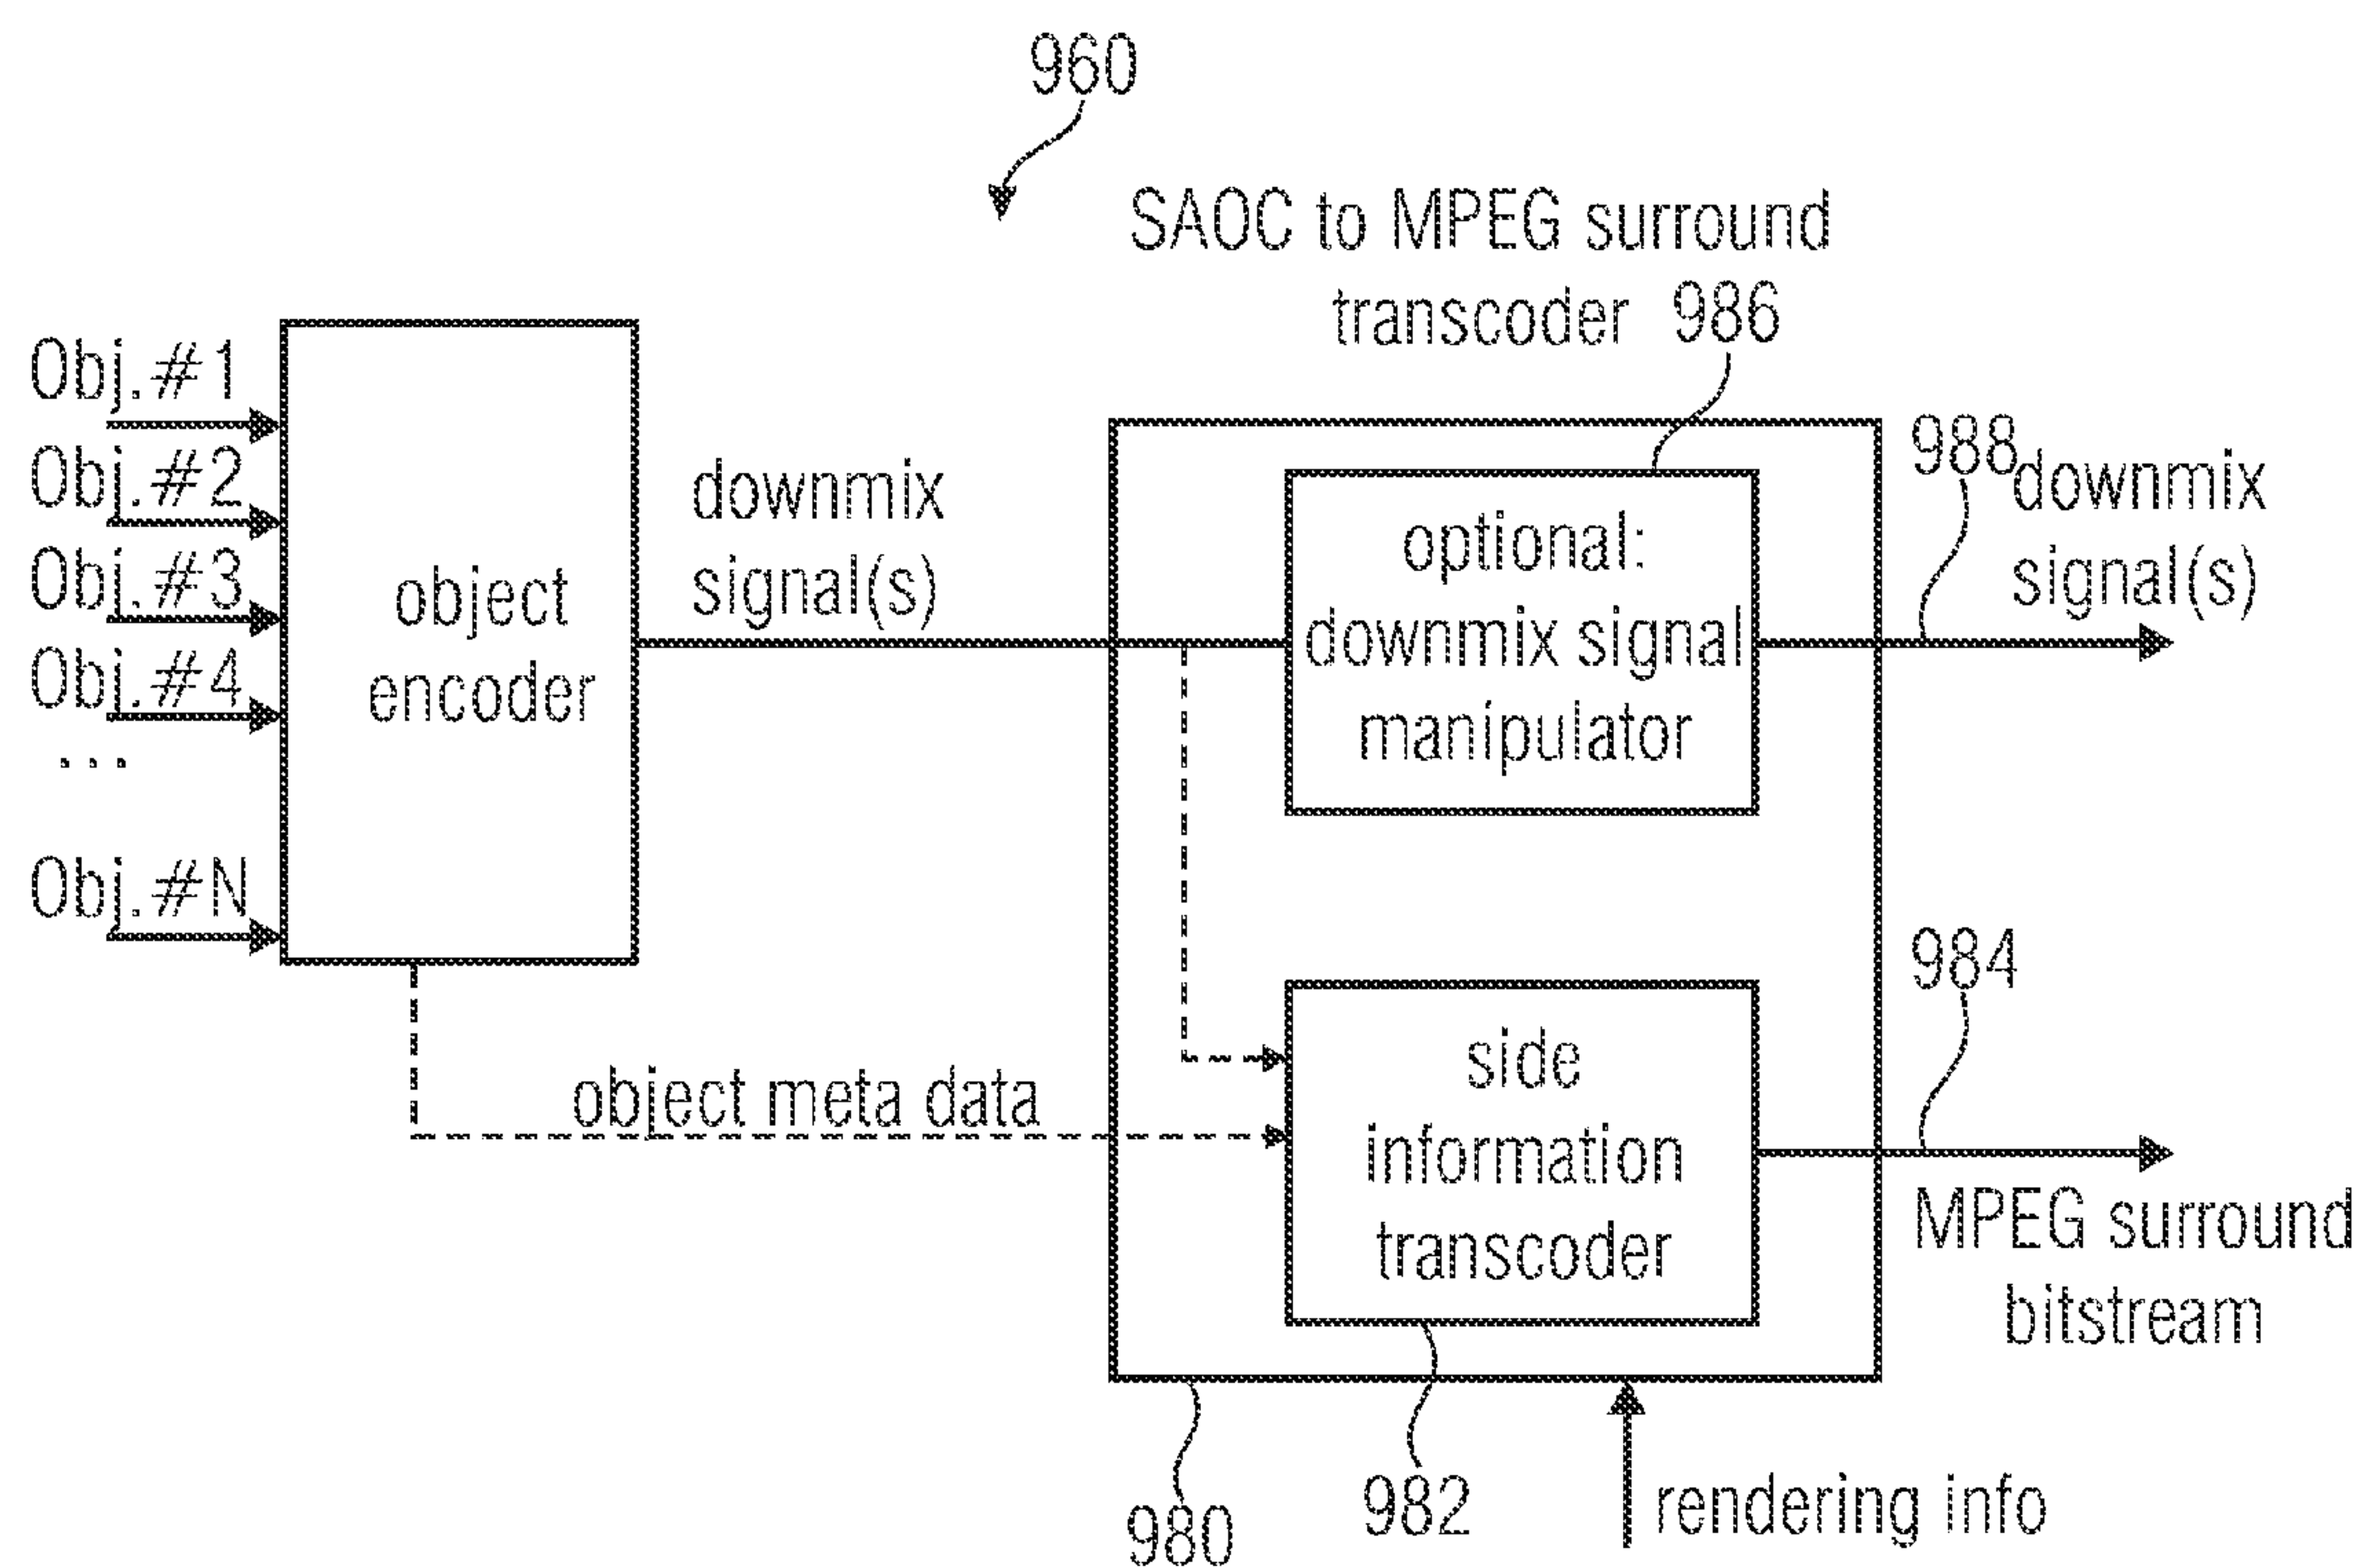 960
SAOC to MPEG surround
transcoder 986
Obj.#1
Obj.#2
Obj.#3
Obj.#4
...
Obj.#N
object
encoder
downmix
signal(s)
optional:
downmix signal
manipulator
988
downmix
signal(s)
object meta data
side
information
transcoder
984
MPEG surround
bitstream
980
982
rendering info